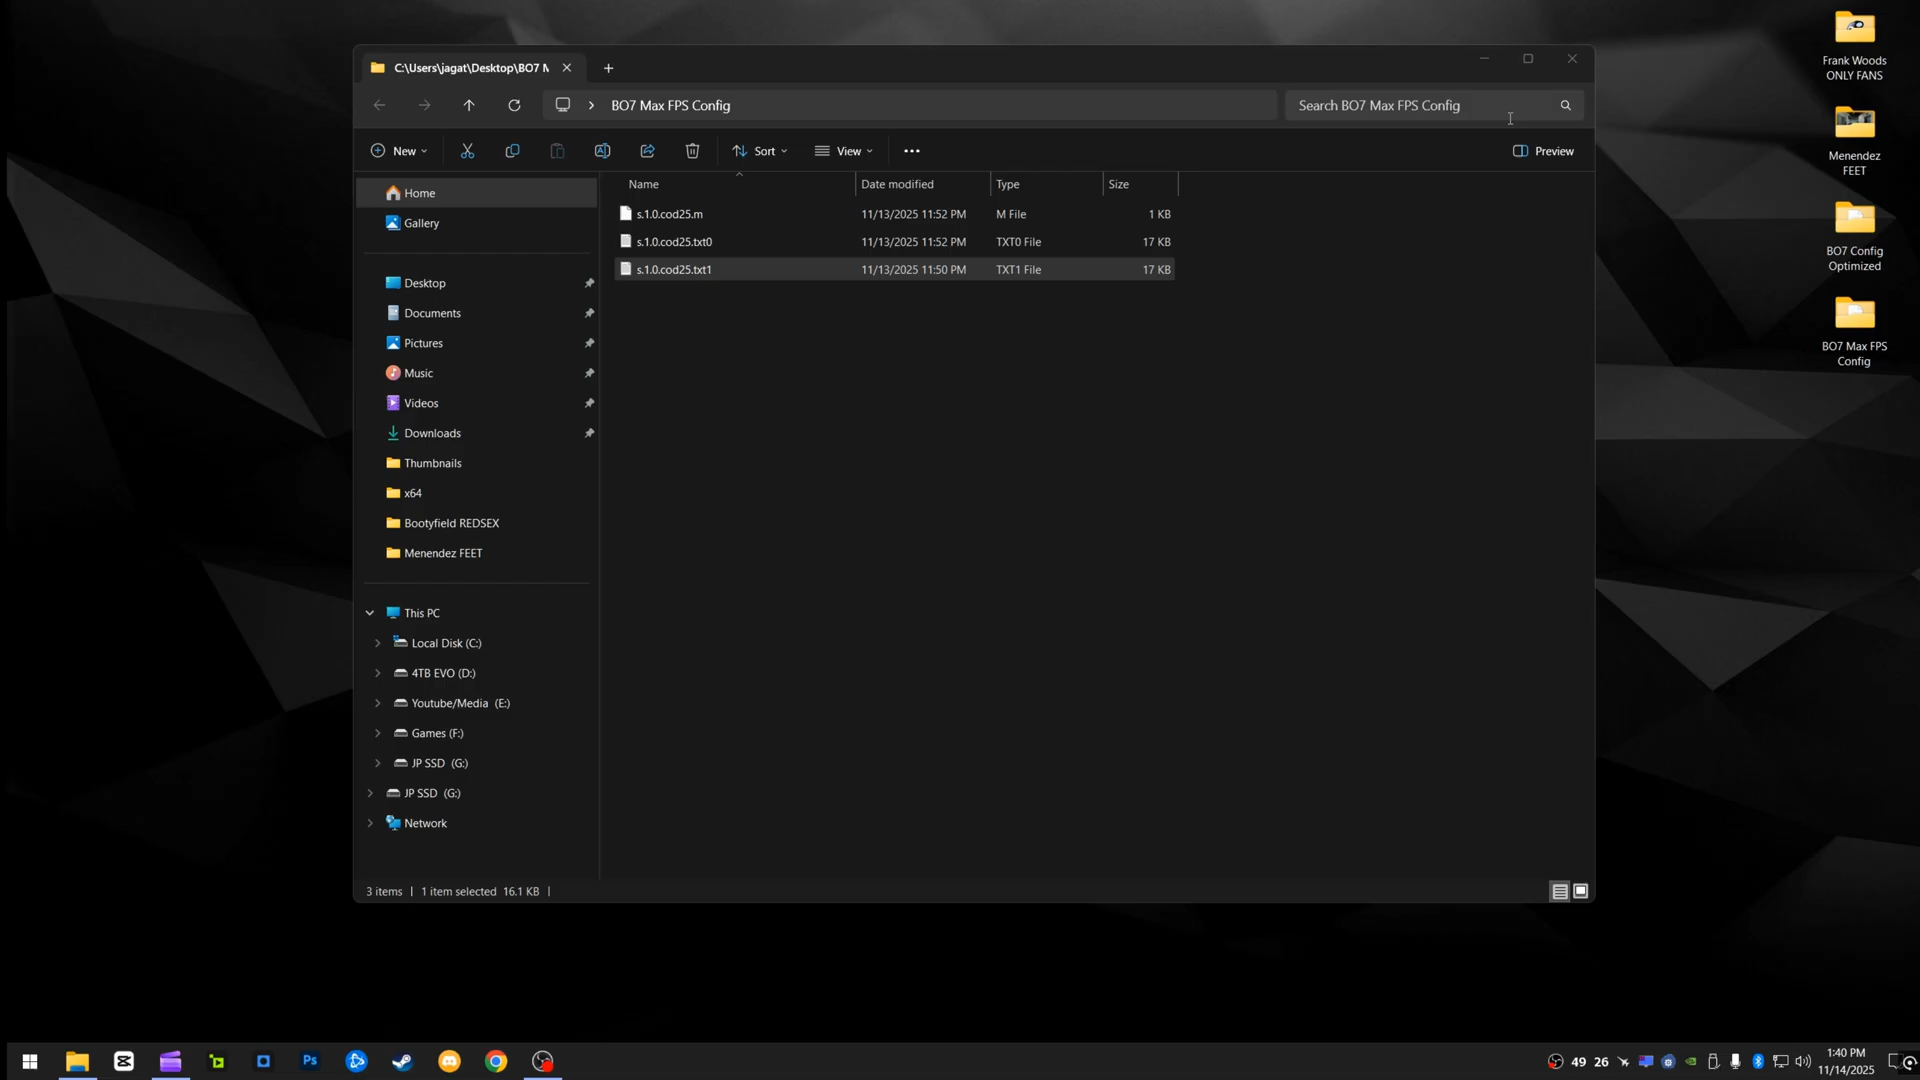 C:\Users\jagat\Desktop\BO7 M
BO7 Max FPS Config
Search BO7 Max FPS Config
New
Sort
View
Preview
Name
Date modified
Type
Size
s.1.0.cod25.m
11/13/2025 11:52 PM
M File
1 KB
s.1.0.cod25.txt0
11/13/2025 11:52 PM
TXT0 File
17 KB
s.1.0.cod25.txt1
11/13/2025 11:50 PM
TXT1 File
17 KB
Home
Gallery
Desktop
Documents
Pictures
Music
Videos
Downloads
Thumbnails
x64
Bootyfield REDSEX
Menendez FEET
This PC
Local Disk (C:)
4TB EVO (D:)
Youtube/Media (E:)
Games (F:)
JP SSD (G:)
JP SSD (G:)
Network
3 items
1 item selected 16.1 KB
Frank Woods
ONLY FANS
Menendez
FEET
BO7 Config
Optimized
BO7 Max FPS
Config
Ps
49 26
1:40 PM
11/14/2025